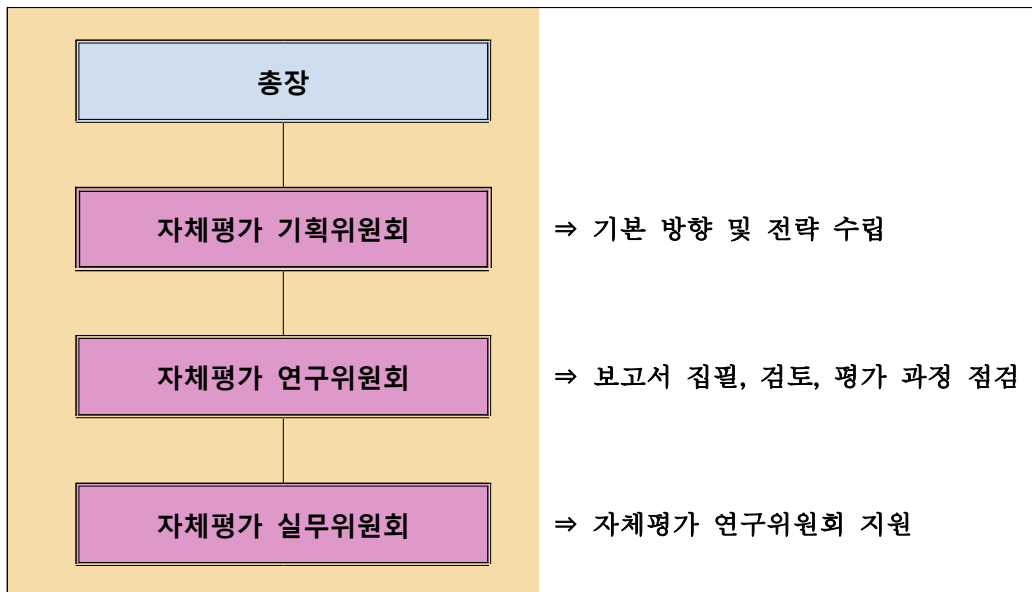 총장
자체평가 기획위원회 ⇒ 기본 방향 및 전략 수립
자체평가 연구위원회 ⇒ 보고서 집필, 검토, 평가 과정 점검
자체평가 실무위원회 ⇒ 자체평가 연구위원회 지원